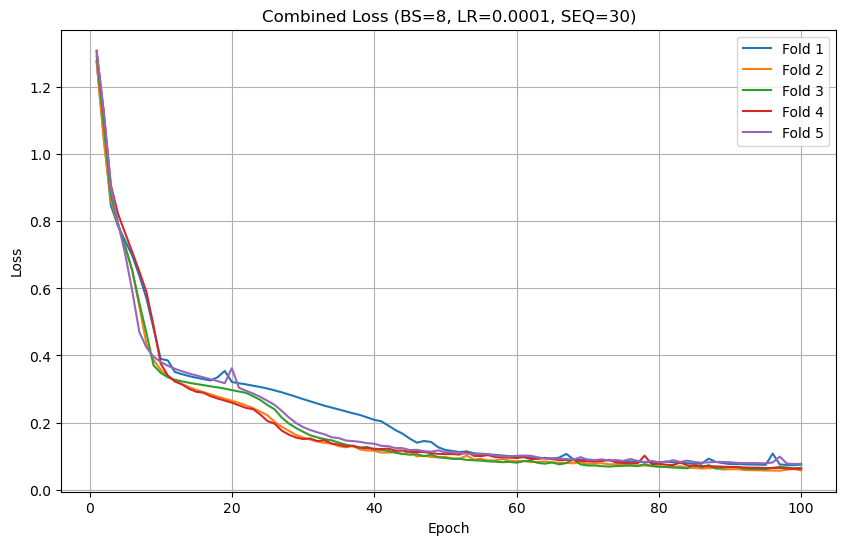 Combined Loss (BS=8, LR=0.0001, SEQ=30)
Fold 1
Fold 2
Fold 3
Fold 4
Fold 5
Loss
1.2
1.0
0.8
0.6
0.4
0.2
0.0
0 20 40 60 80 100
Epoch